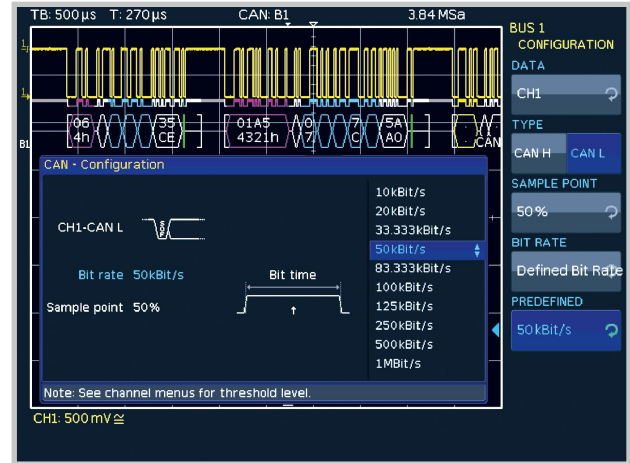 TB: 500 µs T: 270 µs CAN: B1 3.84 MSa
BUS 1
CONFIGURATION
DATA
CH1
TYPE
CAN H CAN L
SAMPLE POINT
50%
BIT RATE
Defined Bit Rate
PREDEFINED
50 kBit/s
1
1
B1
06
4h
35
CE
01A5
4321h
0
7
7
C
5A
A0
CAN
CAN - Configuration
CH1-CAN L
SOF
Bit rate 50kBit/s
Bit time
Sample point 50%
10kBit/s
20kBit/s
33.333kBit/s
50kBit/s
83.333kBit/s
100kBit/s
125kBit/s
250kBit/s
500kBit/s
1MBit/s
Note: See channel menus for threshold level.
CH1: 500 mV ≅